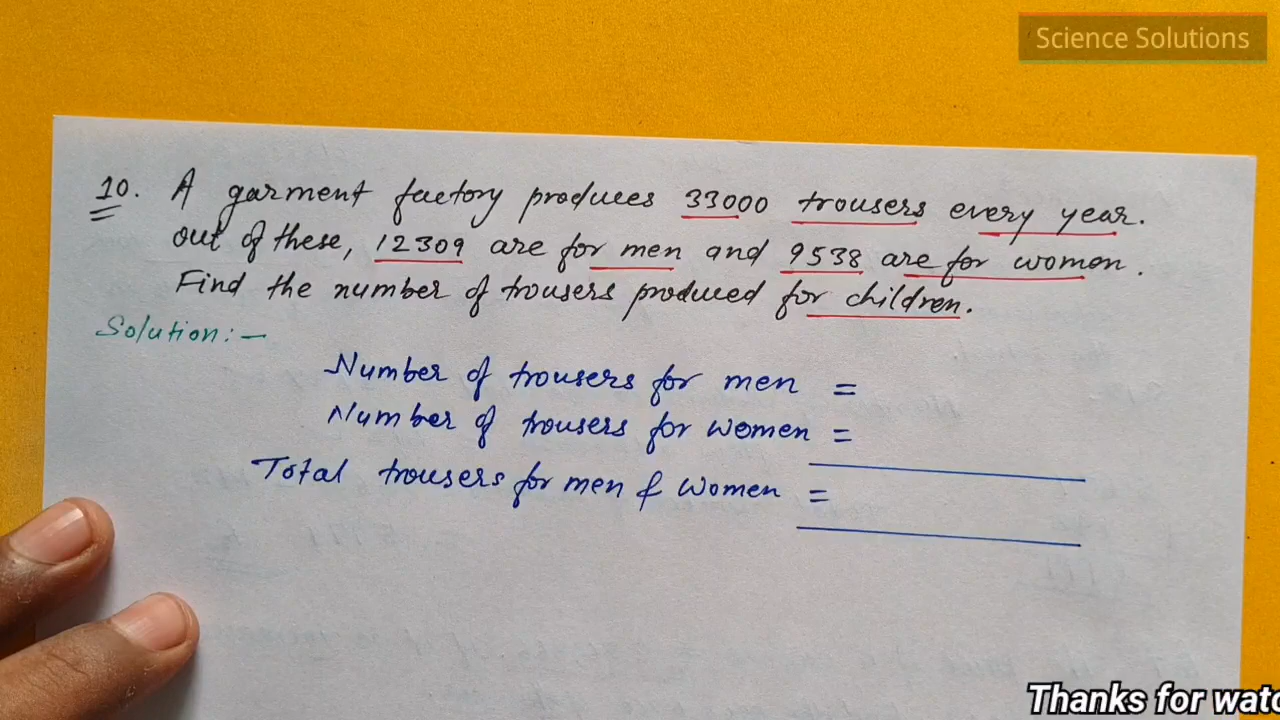 Science Solutions
10. A garment factory produces 33000 trousers every year.
out of these, 12309 are for men and 9538 are for women.
Find the number of trousers produced for children.
Solution:-
Number of trousers for men =
Number of trousers for women =
Total trousers for men & women =
Thanks for watc